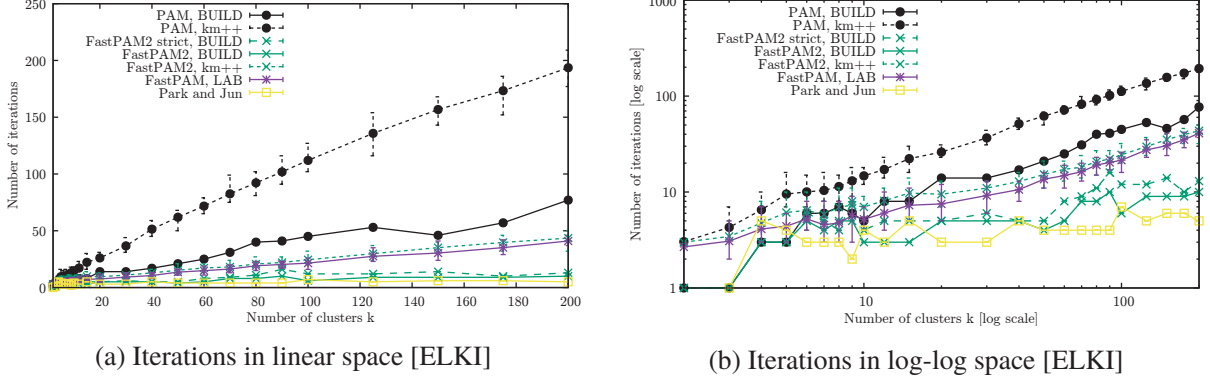 250
200
150
100
50
0
Number of iterations
PAM, BUILD
PAM, km++
FastPAM2 strict, BUILD
FastPAM2, BUILD
FastPAM2, km++
FastPAM, LAB
Park and Jun
20 40 60 80 100 120 140 160 180 200
Number of clusters k
(a) Iterations in linear space [ELKI]
1000
100
10
1
Number of iterations [log scale]
PAM, BUILD
PAM, km++
FastPAM2 strict, BUILD
FastPAM2, BUILD
FastPAM2, km++
FastPAM, LAB
Park and Jun
10 100
Number of clusters k [log scale]
(b) Iterations in log-log space [ELKI]